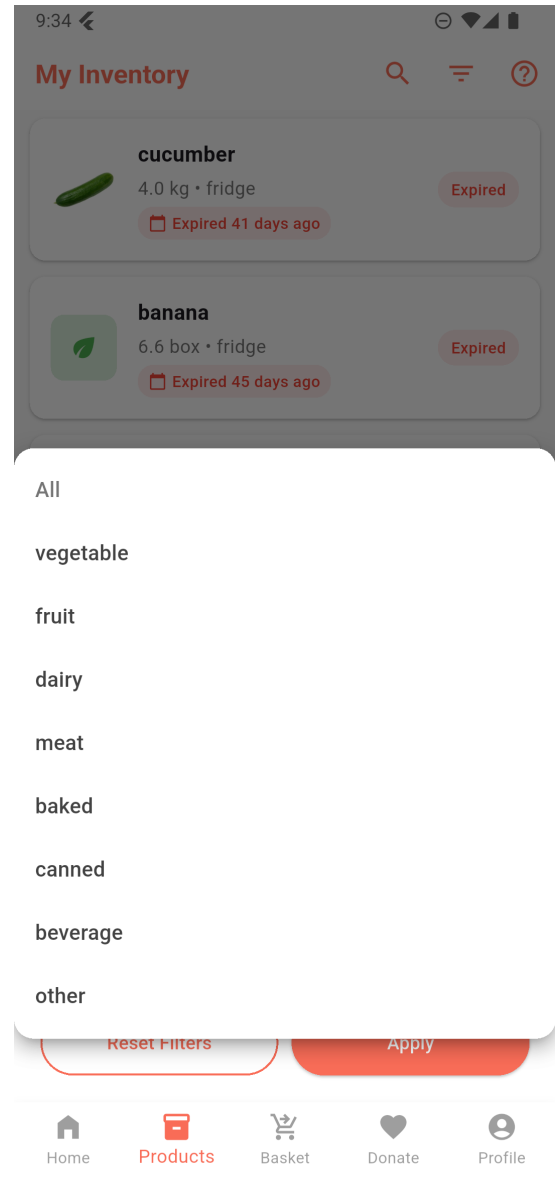 9:34
My Inventory
cucumber
4.0 kg • fridge
Expired
Expired 41 days ago
banana
6.6 box • fridge
Expired
Expired 45 days ago
All
vegetable
fruit
dairy
meat
baked
canned
beverage
other
Reset Filters Apply
Home Products Basket Donate Profile